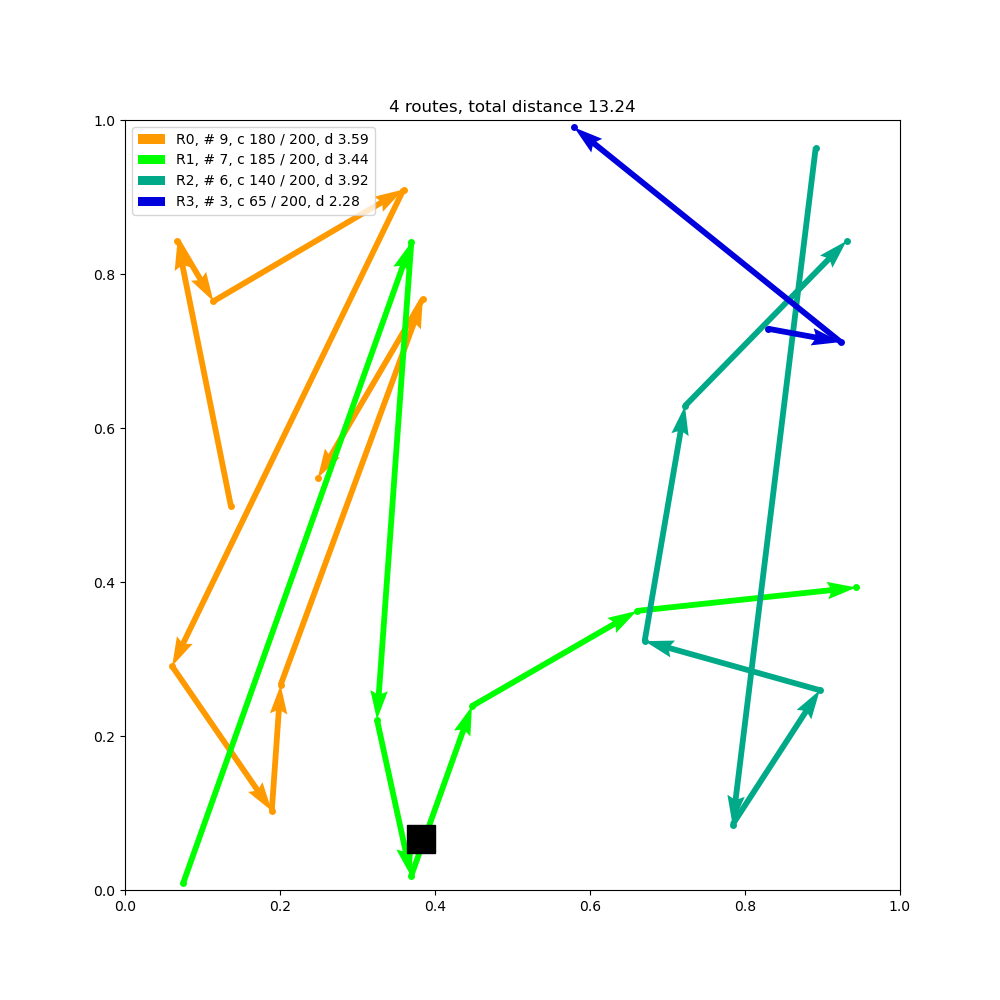 4 routes, total distance 13.24
R0, # 9, c 180 / 200, d 3.59
R1, # 7, c 185 / 200, d 3.44
R2, # 6, c 140 / 200, d 3.92
R3, # 3, c 65 / 200, d 2.28
1.0
0.8
0.6
0.4
0.2
0.0
0.0 0.2 0.4 0.6 0.8 1.0